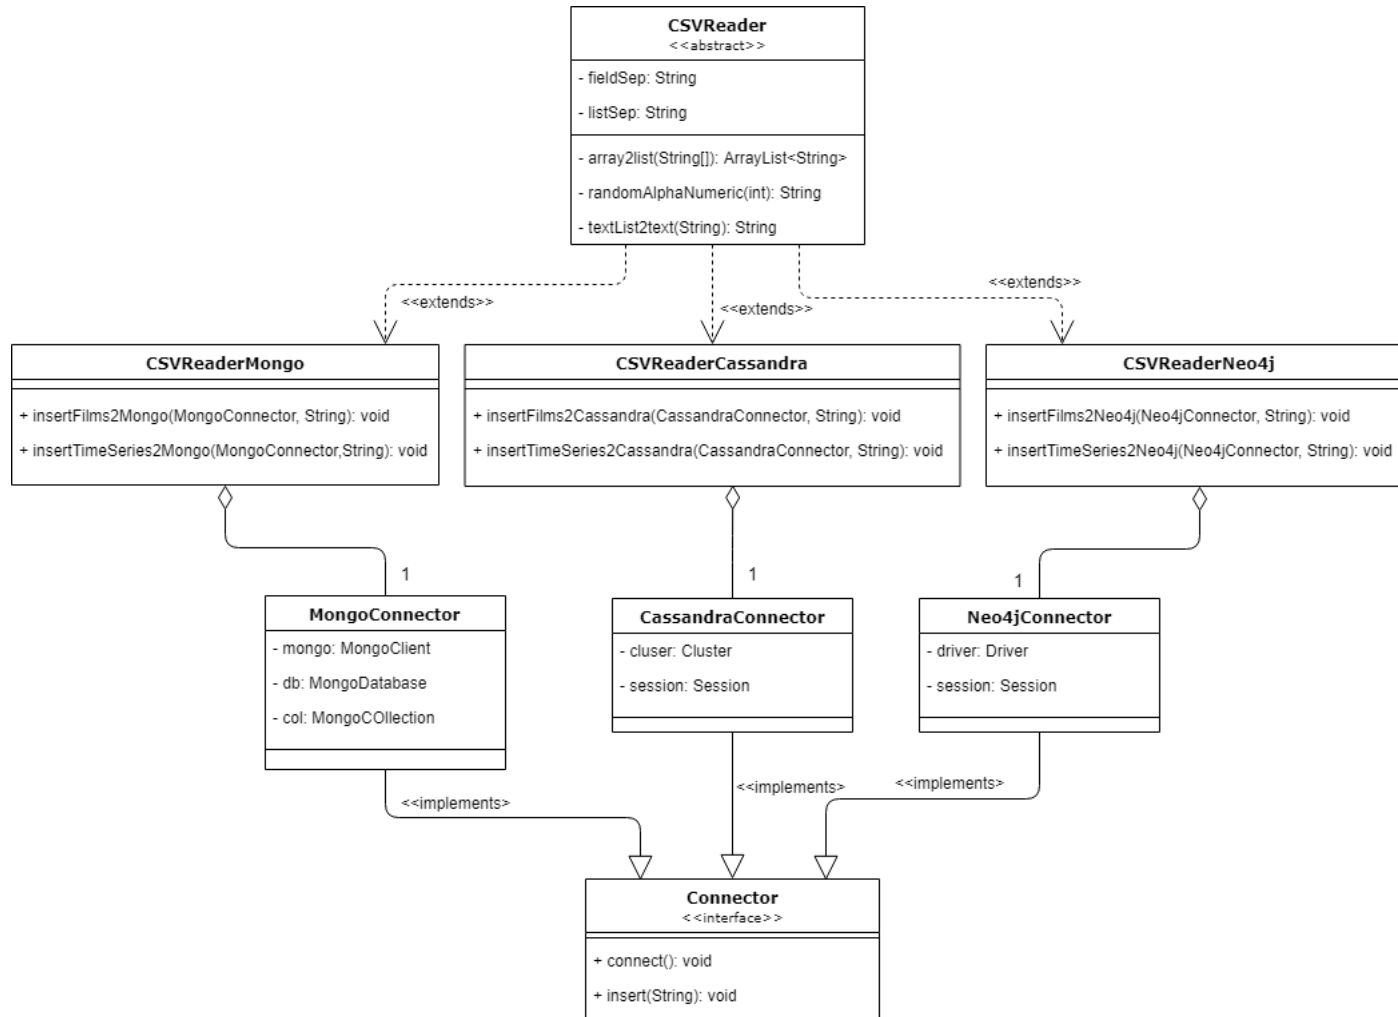 CSVReader
<<abstract>>
- fieldSep: String
- listSep: String
- array2list(String[]): ArrayList<String>
- randomAlphaNumeric(int): String
- textList2text(String): String
<<extends>>
<<extends>>
<<extends>>
CSVReaderMongo
+ insertFilms2Mongo(MongoConnector, String): void
+ insertTimeSeries2Mongo(MongoConnector,String): void
CSVReaderCassandra
+ insertFilms2Cassandra(CassandraConnector, String): void
+ insertTimeSeries2Cassandra(CassandraConnector, String): void
CSVReaderNeo4j
+ insertFilms2Neo4j(Neo4jConnector, String): void
+ insertTimeSeries2Neo4j(Neo4jConnector, String): void
1
1
1
MongoConnector
- mongo: MongoClient
- db: MongoDatabase
- col: MongoCOllection
CassandraConnector
- cluser: Cluster
- session: Session
Neo4jConnector
- driver: Driver
- session: Session
<<implements>
<<implements>
<<implements>
Connector
<<interface>>
+ connect(): void
+ insert(String): void